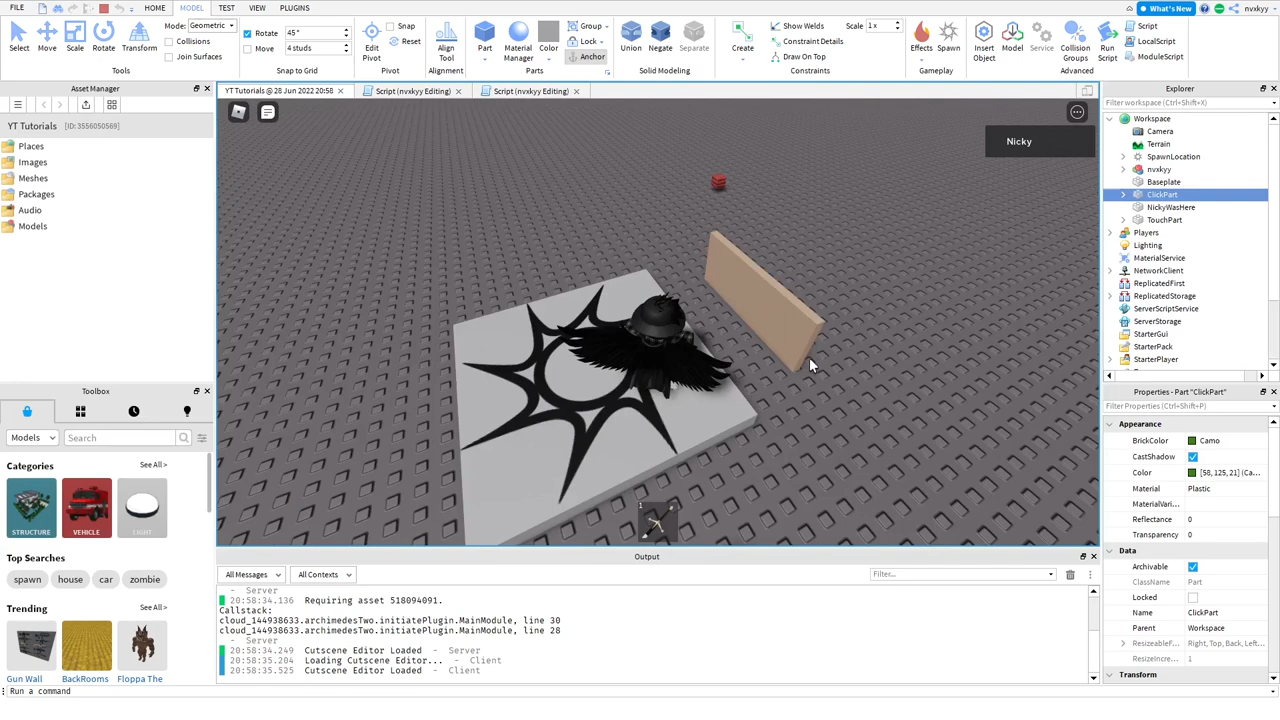 FILE HOME MODEL TEST VIEW PLUGINS What's New nvxkyy
Select Move Scale Rotate Transform Mode: Geometric Collisions Join Surfaces Tools
Rotate 45° Move 4 studs Snap to Grid
Edit Pivot Snap Reset Pivot
Align Tool Alignment
Part Material Manager Color Group Lock Anchor Parts
Union Negate Separate Solid Modeling
Create Show Welds Constraint Details Draw On Top Scale 1 x Constraints
Effects Spawn Gameplay
Insert Object Model Service Collision Groups Run Script Script LocalScript ModuleScript Advanced
Asset Manager
YT Tutorials [ID: 3556050569]
Places
Images
Meshes
Packages
Audio
Models
Toolbox
Models Search
Categories See All >
STRUCTURE VEHICLE LIGHT
Top Searches
spawn house car zombie
Trending See All >
Gun Wall BackRooms Floppa The
YT Tutorials @ 28 Jun 2022 20:58 Script (nvxkyy Editing) Script (nvxkyy Editing)
Nicky
1
Output
All Messages All Contexts Filter...
- Server
20:58:34.136 Requiring asset 518094091.
Callstack:
cloud_144938633.archimedesTwo.initiatePlugin.MainModule, line 30
cloud_144938633.archimedesTwo.initiatePlugin.MainModule, line 28
- Server
20:58:34.249 Cutscene Editor Loaded - Server
20:58:35.204 Loading Cutscene Editor... - Client
20:58:35.525 Cutscene Editor Loaded - Client
Run a command
Explorer
Filter workspace (Ctrl+Shift+X)
Workspace
Camera
Terrain
SpawnLocation
nvxkyy
Baseplate
ClickPart
NickyWasHere
TouchPart
Players
Lighting
MaterialService
NetworkClient
ReplicatedFirst
ReplicatedStorage
ServerScriptService
ServerStorage
StarterGui
StarterPack
StarterPlayer
Properties - Part "ClickPart"
Filter Properties (Ctrl+Shift+P)
Appearance
BrickColor Camo
CastShadow
Color [58, 125, 21] (Ca...
Material Plastic
MaterialVari...
Reflectance 0
Transparency 0
Data
Archivable
ClassName Part
Locked
Name ClickPart
Parent Workspace
ResizeableF... Right, Top, Back, Left...
ResizeIncre... 1
Transform